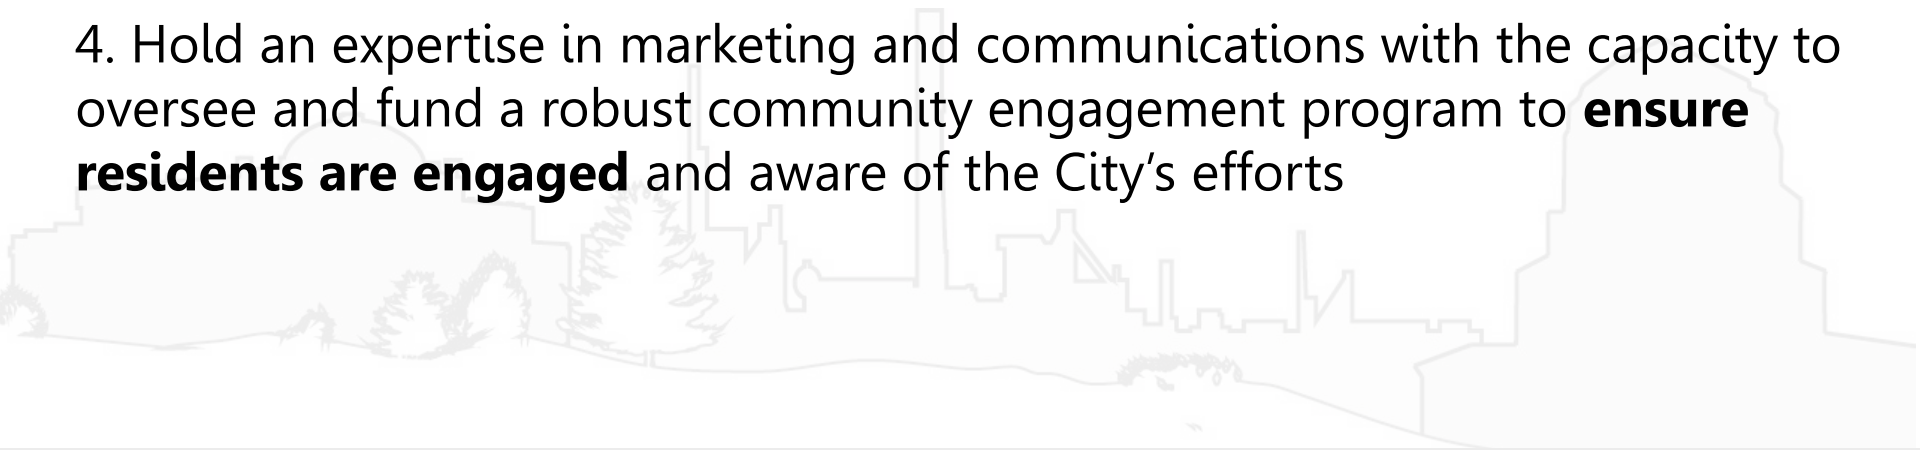 4. Hold an expertise in marketing and communications with the capacity to
oversee and fund a robust community engagement program to ensure
residents are engaged and aware of the City’s efforts